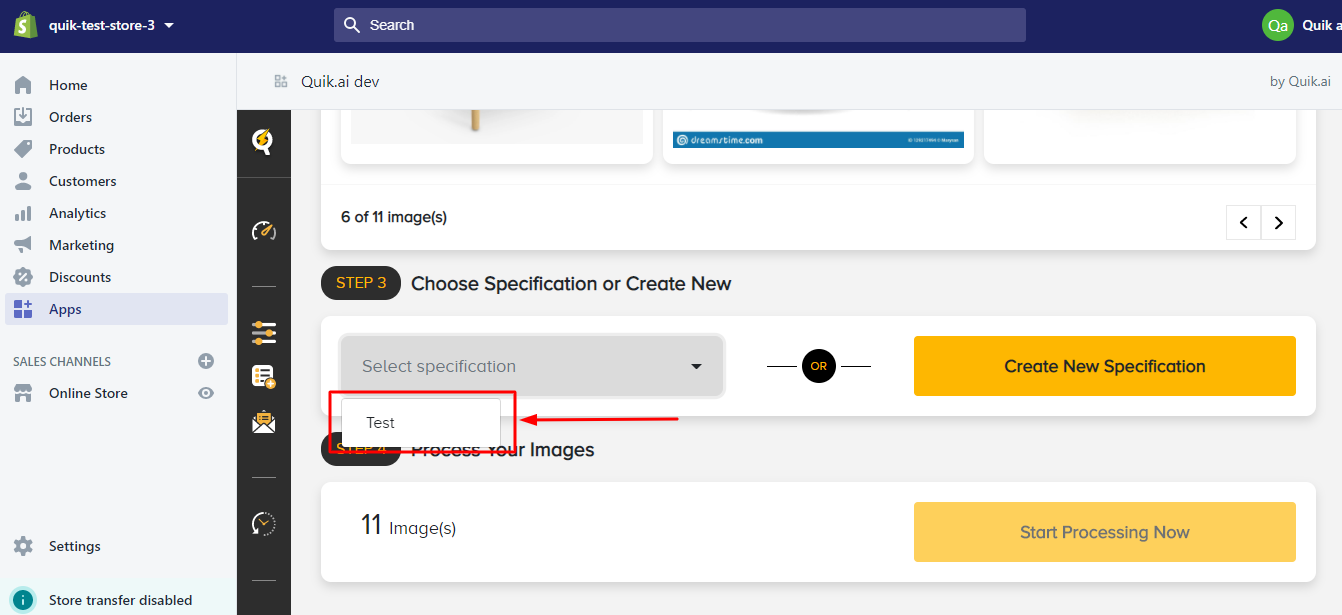 quik-test-store-3
Search
Qa
Quik a
Home
Orders
Products
Customers
Analytics
Marketing
Discounts
Apps
SALES CHANNELS
Online Store
Settings
Store transfer disabled
Quik.ai dev
by Quik.ai
dreamstime.com
6 of 11 image(s)
STEP 3 Choose Specification or Create New
Select specification
OR
Create New Specification
Test
STEP 4 Process Your Images
11 Image(s)
Start Processing Now